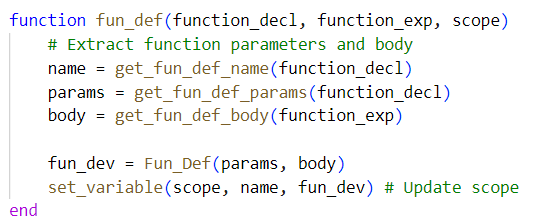 function fun_def(function_decl, function_exp, scope)
    # Extract function parameters and body
    name = get_fun_def_name(function_decl)
    params = get_fun_def_params(function_decl)
    body = get_fun_def_body(function_exp)

    fun_dev = Fun_Def(params, body)
    set_variable(scope, name, fun_dev) # Update scope
end